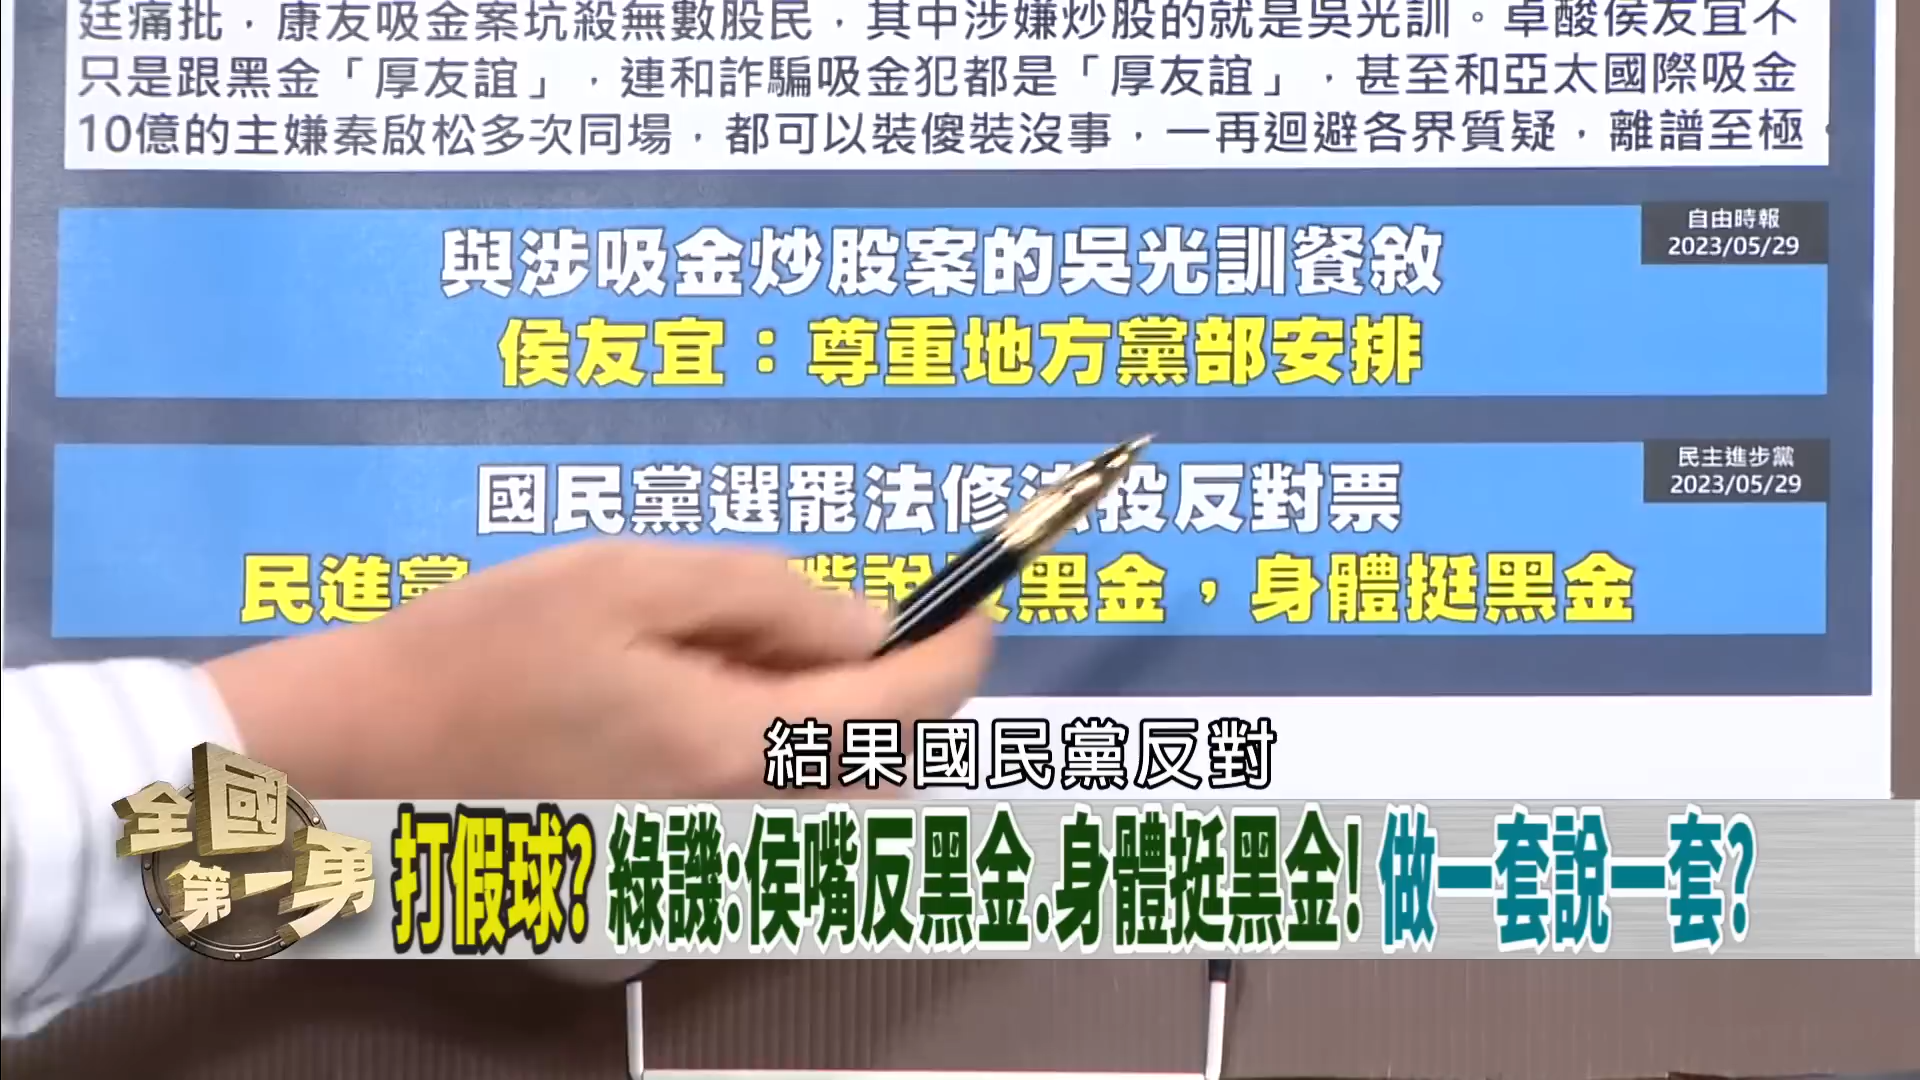 廷痛批，康友吸金案坑殺無數股民，其中涉嫌炒股的就是吳光訓。卓酸侯友宜不
只是跟黑金「厚友誼」，連和詐騙吸金犯都是「厚友誼」，甚至和亞太國際吸金
10億的主嫌秦啟松多次同場，都可以裝傻裝沒事，一再迴避各界質疑，離譜至極
自由時報
2023/05/29
與涉吸金炒股案的吳光訓餐敘
侯友宜：尊重地方黨部安排
民主進步黨
2023/05/29
國民黨選罷法修法投反對票
民進黨 嘴說反黑金，身體挺黑金
結果國民黨反對
全國第一勇
打假球? 綠譏:侯嘴反黑金.身體挺黑金! 做一套說一套?